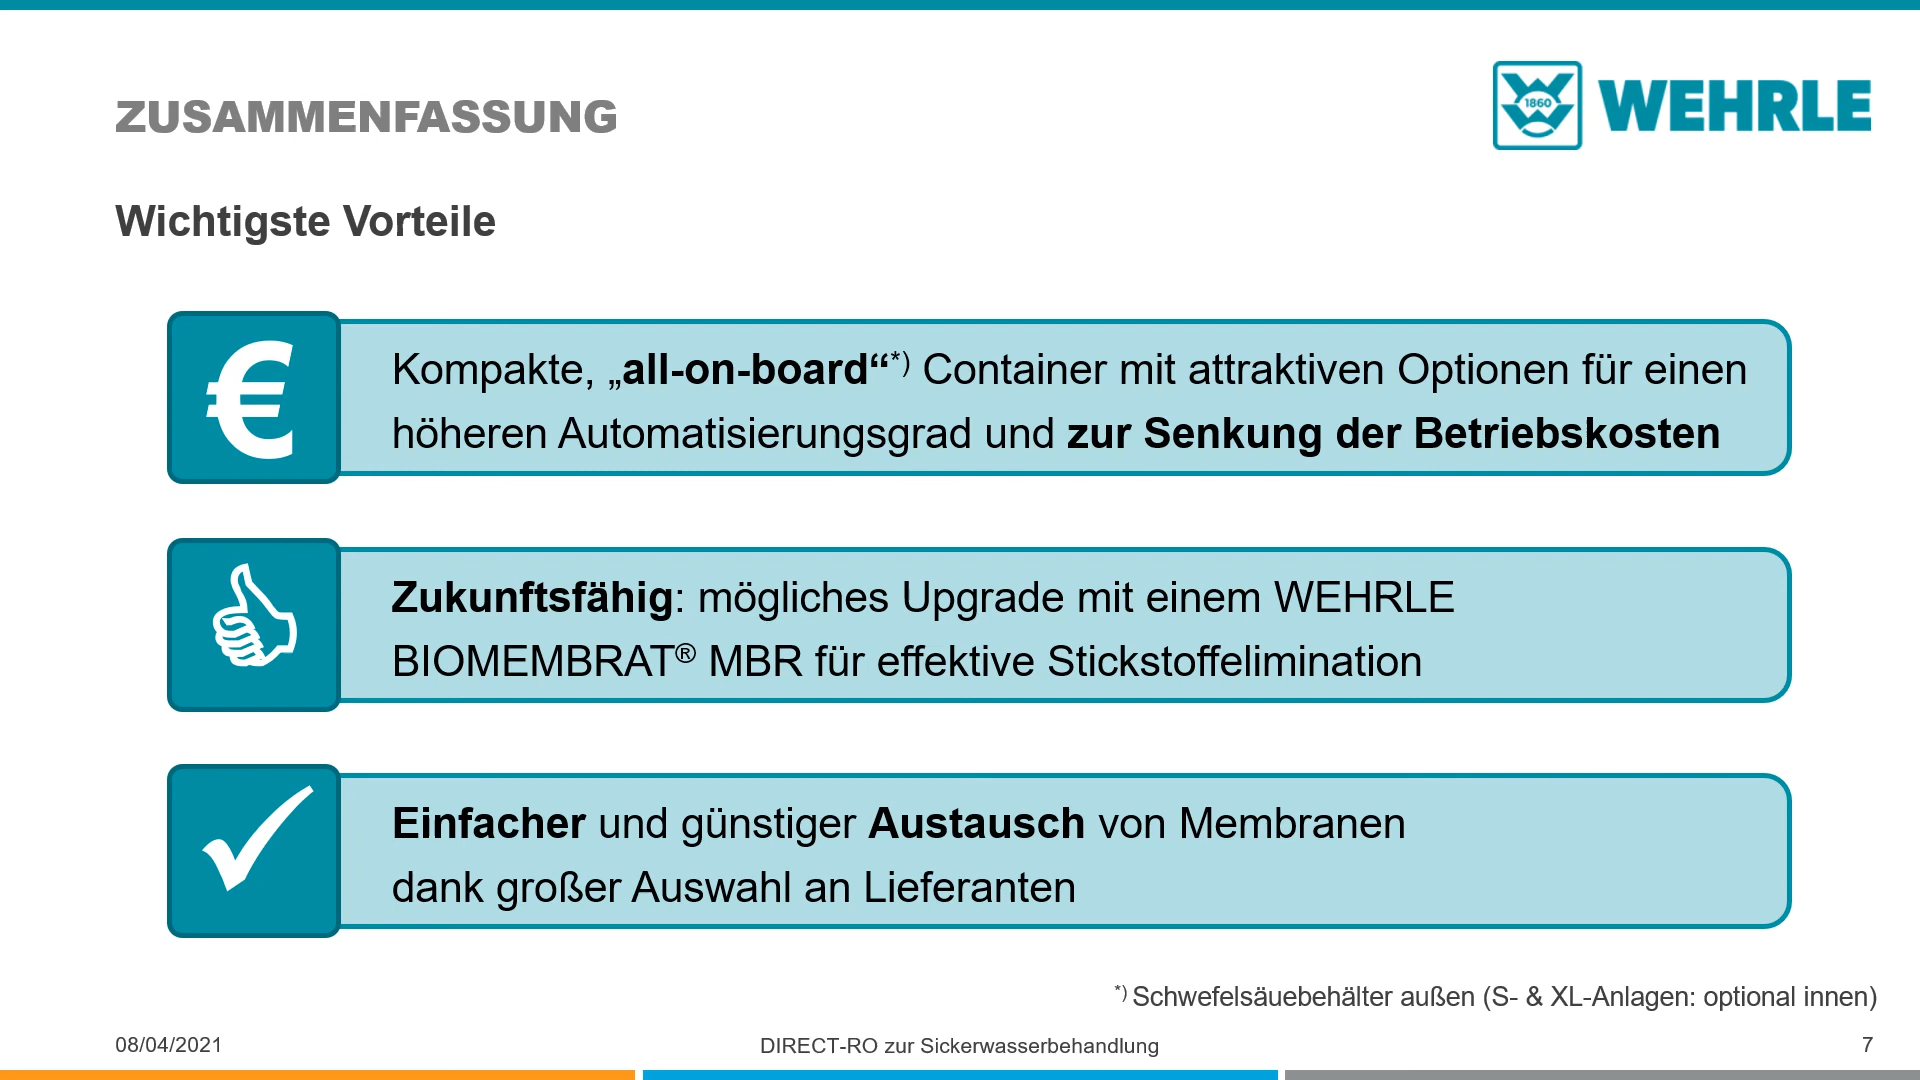 ZUSAMMENFASSUNG
1860
WEHRLE
Wichtigste Vorteile
€
Kompakte, „all-on-board“*) Container mit attraktiven Optionen für einen
höheren Automatisierungsgrad und zur Senkung der Betriebskosten
Zukunftsfähig: mögliches Upgrade mit einem WEHRLE
BIOMEMBRAT® MBR für effektive Stickstoffelimination
Einfacher und günstiger Austausch von Membranen
dank großer Auswahl an Lieferanten
*) Schwefelsäuebehälter außen (S- & XL-Anlagen: optional innen)
08/04/2021
DIRECT-RO zur Sickerwasserbehandlung
7